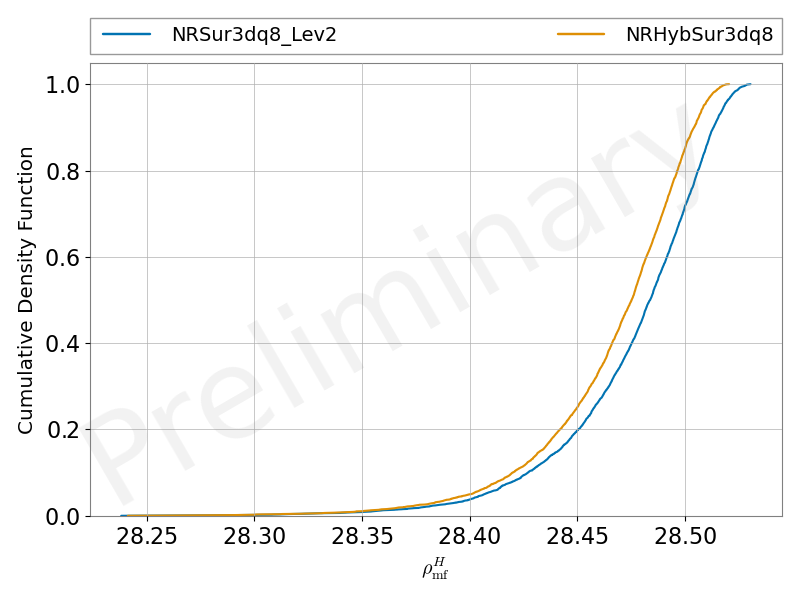 NRSur3dq8_Lev2 NRHybSur3dq8
1.0
0.8
0.6
0.4
0.2
0.0
Cumulative Density Function
Preliminary
28.25 28.30 28.35 28.40 28.45 28.50
ρ_mf^H